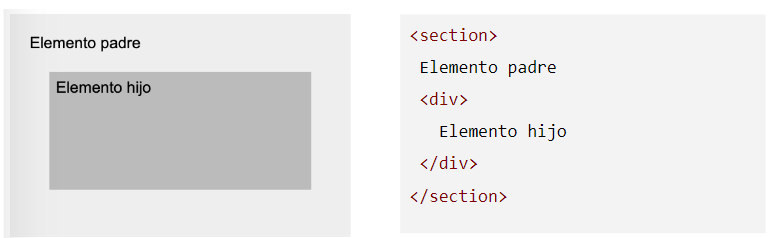 Elemento padre
Elemento hijo
<section>
Elemento padre
<div>
Elemento hijo
</div>
</section>